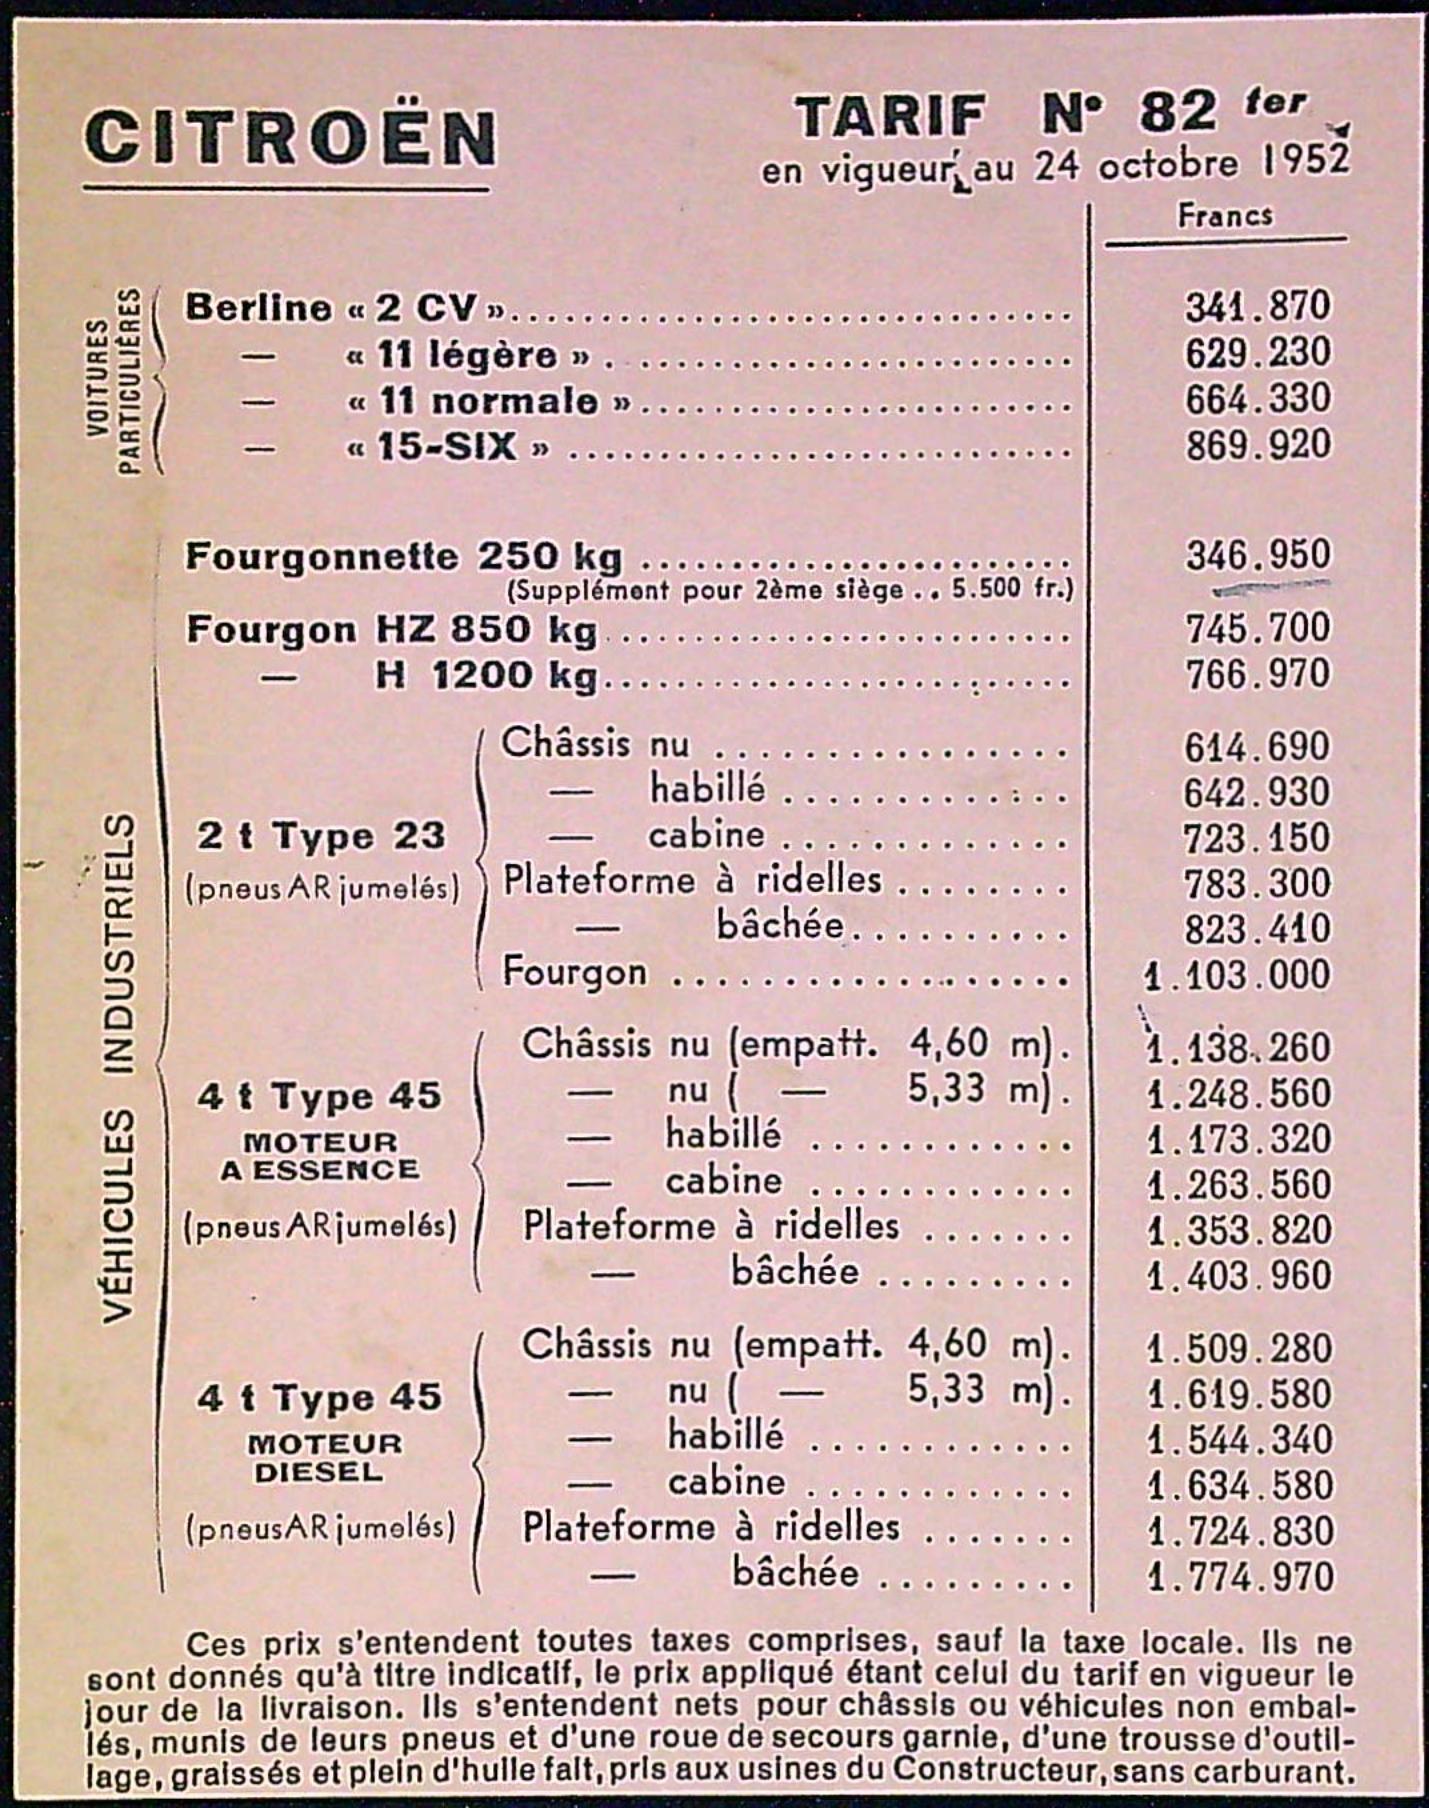 CITROËN
TARIF N° 82 ter
en vigueur au 24 octobre 1952
Francs
VOITURES
PARTICULIÈRES
Berline « 2 CV »............................... 341.870
— « 11 légère » ......................... 629.230
— « 11 normale »........................ 664.330
— « 15-SIX » ............................ 869.920
VÉHICULES INDUSTRIELS
Fourgonnette 250 kg ........................ 346.950
(Supplément pour 2ème siège .. 5.500 fr.)
Fourgon HZ 850 kg.......................... 745.700
— H 1200 kg.......................... 766.970
2 t Type 23
(pneus AR jumelés)
Châssis nu ................. 614.690
— habillé ............. 642.930
— cabine ............. 723.150
Plateforme à ridelles ........ 783.300
— bâchée.......... 823.410
Fourgon ................... 1.103.000
4 t Type 45
MOTEUR
A ESSENCE
(pneus AR jumelés)
Châssis nu (empatt. 4,60 m). 1.138.260
— nu ( — 5,33 m). 1.248.560
— habillé ............ 1.173.320
— cabine ............ 1.263.560
Plateforme à ridelles ....... 1.353.820
— bâchée ......... 1.403.960
4 t Type 45
MOTEUR
DIESEL
(pneus AR jumelés)
Châssis nu (empatt. 4,60 m). 1.509.280
— nu ( — 5,33 m). 1.619.580
— habillé ............ 1.544.340
— cabine ............ 1.634.580
Plateforme à ridelles ....... 1.724.830
— bâchée ......... 1.774.970
Ces prix s'entendent toutes taxes comprises, sauf la taxe locale. Ils ne
sont donnés qu'à titre indicatif, le prix appliqué étant celui du tarif en vigueur le
jour de la livraison. Ils s'entendent nets pour châssis ou véhicules non embal-
lés, munis de leurs pneus et d'une roue de secours garnie, d'une trousse d'outil-
lage, graissés et plein d'huile fait, pris aux usines du Constructeur, sans carburant.